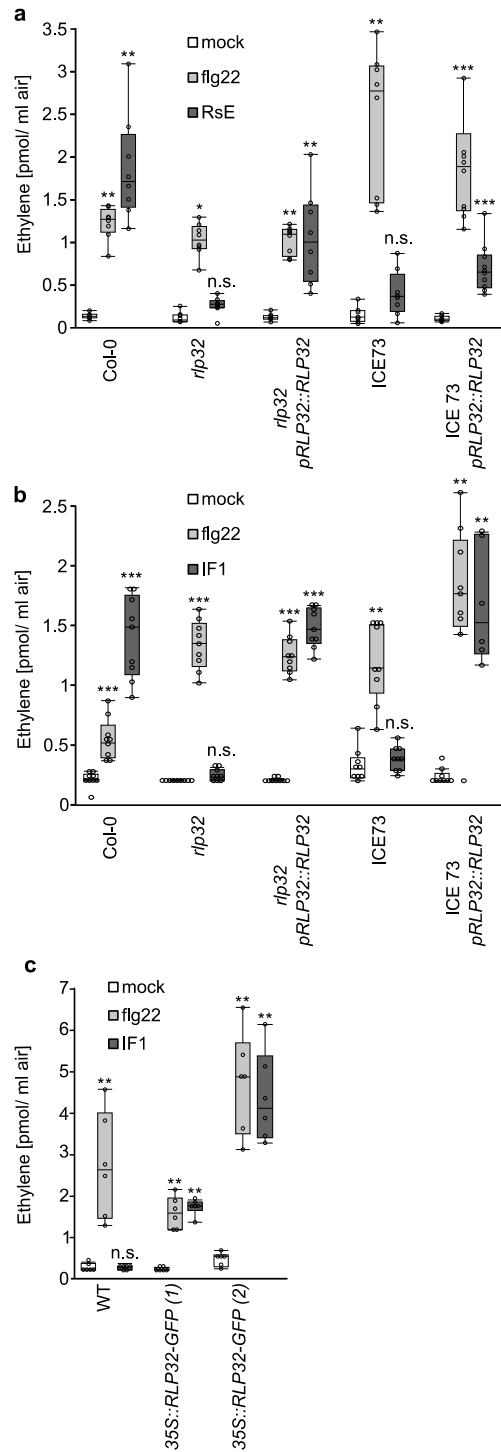 a
mock
flg22
RsE
Ethylene [pmol/ ml air]
3.5
3
2.5
2
1.5
1
0.5
0
**
**
*
n.s.
**
**
**
n.s.
***
***
Col-0
rlp32
rlp32
pRLP32::RLP32
ICE73
ICE 73
pRLP32::RLP32
b
mock
flg22
IF1
Ethylene [pmol/ ml air]
2.5
2
1.5
1
0.5
0
***
***
***
n.s.
***
***
**
n.s.
**
**
Col-0
rlp32
rlp32
pRLP32::RLP32
ICE73
ICE 73
pRLP32::RLP32
c
mock
flg22
IF1
Ethylene [pmol/ ml air]
7
6
5
4
3
2
1
0
**
n.s.
**
**
**
**
WT
35S::RLP32-GFP (1)
35S::RLP32-GFP (2)